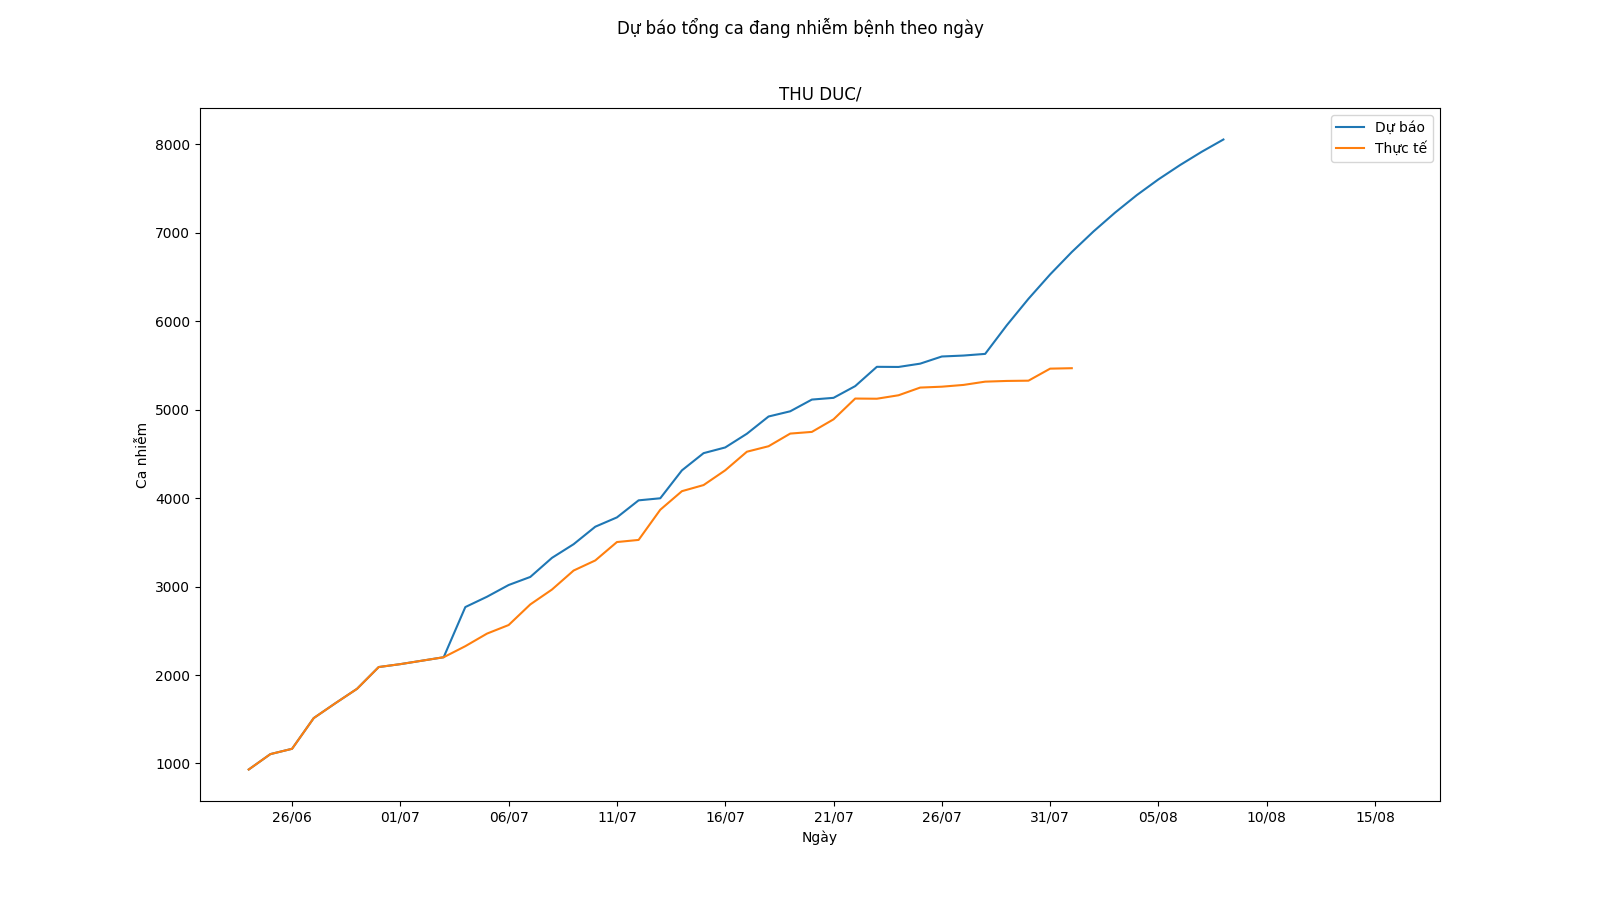 Dự báo tổng ca đang nhiễm bệnh theo ngày
THU DUC/
Dự báo
Thực tế
8000
7000
6000
5000
4000
3000
2000
1000
Ca nhiễm
26/06 01/07 06/07 11/07 16/07 21/07 26/07 31/07 05/08 10/08 15/08
Ngày